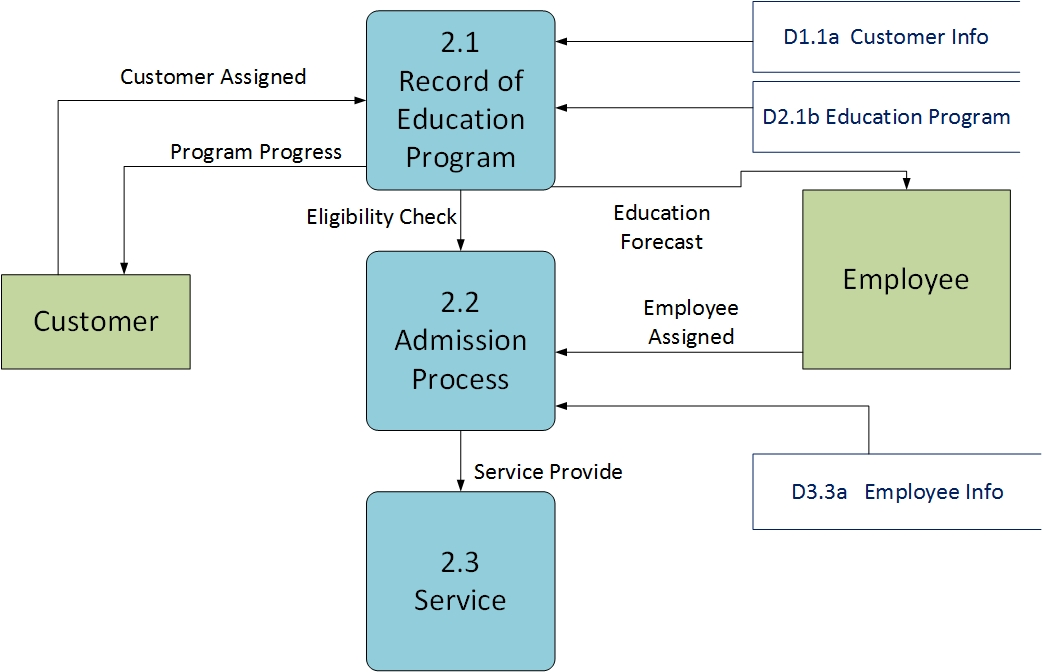 2.1
Record of
Education
Program
D1.1a  Customer Info
D2.1b Education Program
Customer Assigned
Program Progress
Eligibility Check
Education
Forecast
Customer
2.2
Admission
Process
Employee
Employee
Assigned
Service Provide
D3.3a   Employee Info
2.3
Service